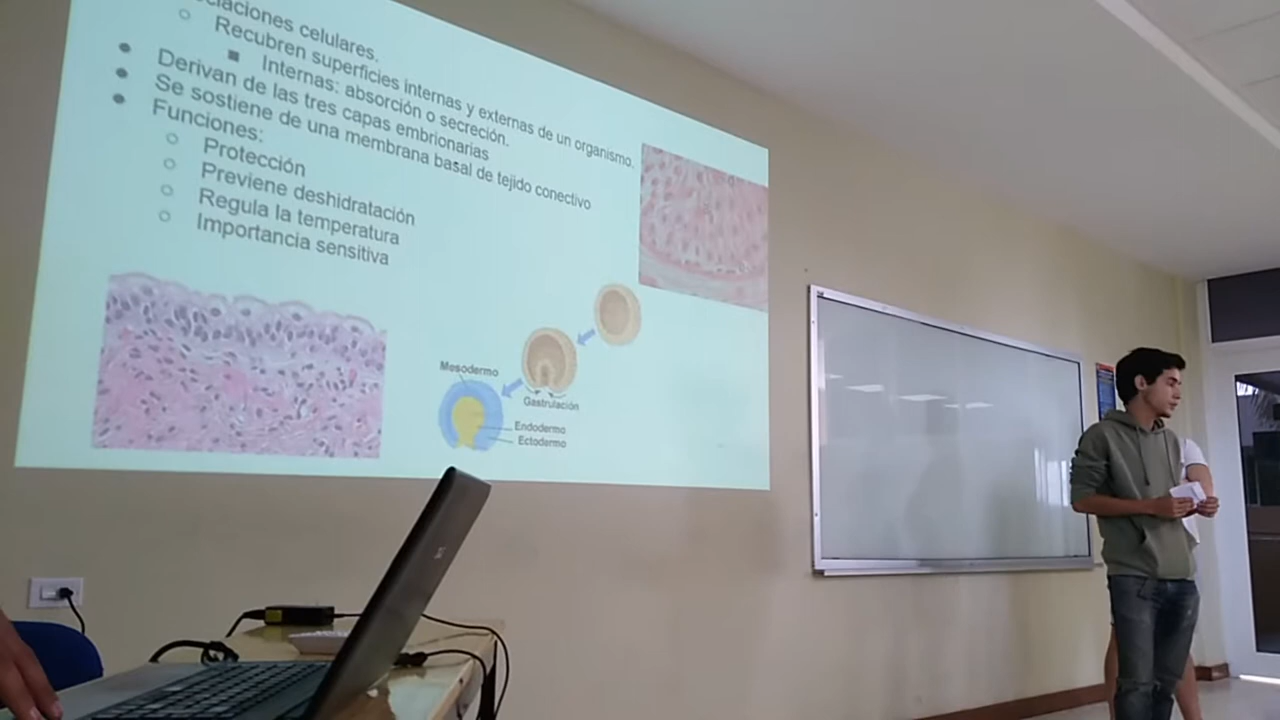 celulares.
Recubren superficies internas y externas de un organismo.
Internas: absorción o secreción.
Derivan de las tres capas embrionarias
Se sostiene de una membrana basal de tejido conectivo
Funciones:
Protección
Previene deshidratación
Regula la temperatura
Importancia sensitiva
Mesodermo
Gastrulación
Endodermo
Ectodermo